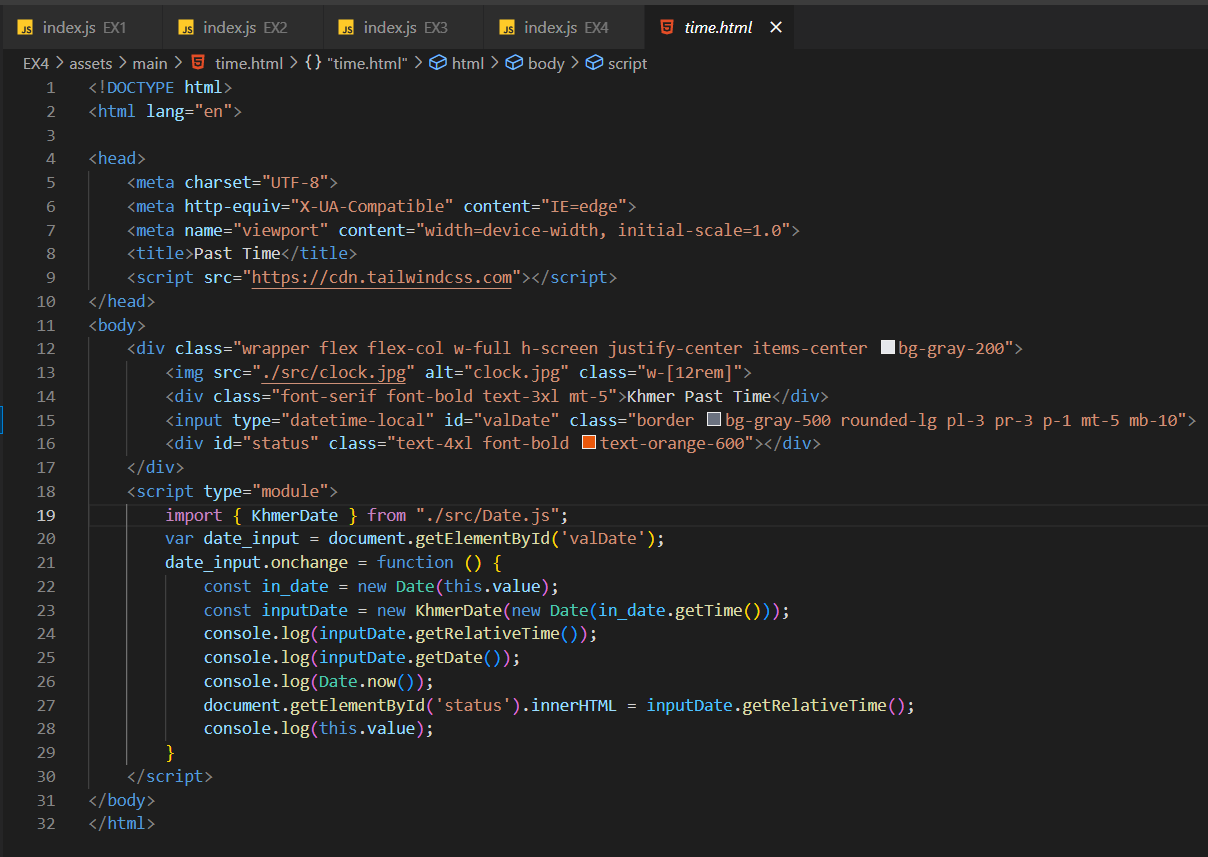 index.js EX1 index.js EX2 index.js EX3 index.js EX4 time.html
EX4 > assets > main > time.html > {} "time.html" > html > body > script
1 <!DOCTYPE html>
2 <html lang="en">
3
4 <head>
5     <meta charset="UTF-8">
6     <meta http-equiv="X-UA-Compatible" content="IE=edge">
7     <meta name="viewport" content="width=device-width, initial-scale=1.0">
8     <title>Past Time</title>
9     <script src="https://cdn.tailwindcss.com"></script>
10 </head>
11 <body>
12     <div class="wrapper flex flex-col w-full h-screen justify-center items-center bg-gray-200">
13         <img src="./src/clock.jpg" alt="clock.jpg" class="w-[12rem]">
14         <div class="font-serif font-bold text-3xl mt-5">Khmer Past Time</div>
15         <input type="datetime-local" id="valDate" class="border bg-gray-500 rounded-lg pl-3 pr-3 p-1 mt-5 mb-10">
16         <div id="status" class="text-4xl font-bold text-orange-600"></div>
17     </div>
18     <script type="module">
19         import { KhmerDate } from "./src/Date.js";
20         var date_input = document.getElementById('valDate');
21         date_input.onchange = function () {
22             const in_date = new Date(this.value);
23             const inputDate = new KhmerDate(new Date(in_date.getTime()));
24             console.log(inputDate.getRelativeTime());
25             console.log(inputDate.getDate());
26             console.log(Date.now());
27             document.getElementById('status').innerHTML = inputDate.getRelativeTime();
28             console.log(this.value);
29         }
30     </script>
31 </body>
32 </html>